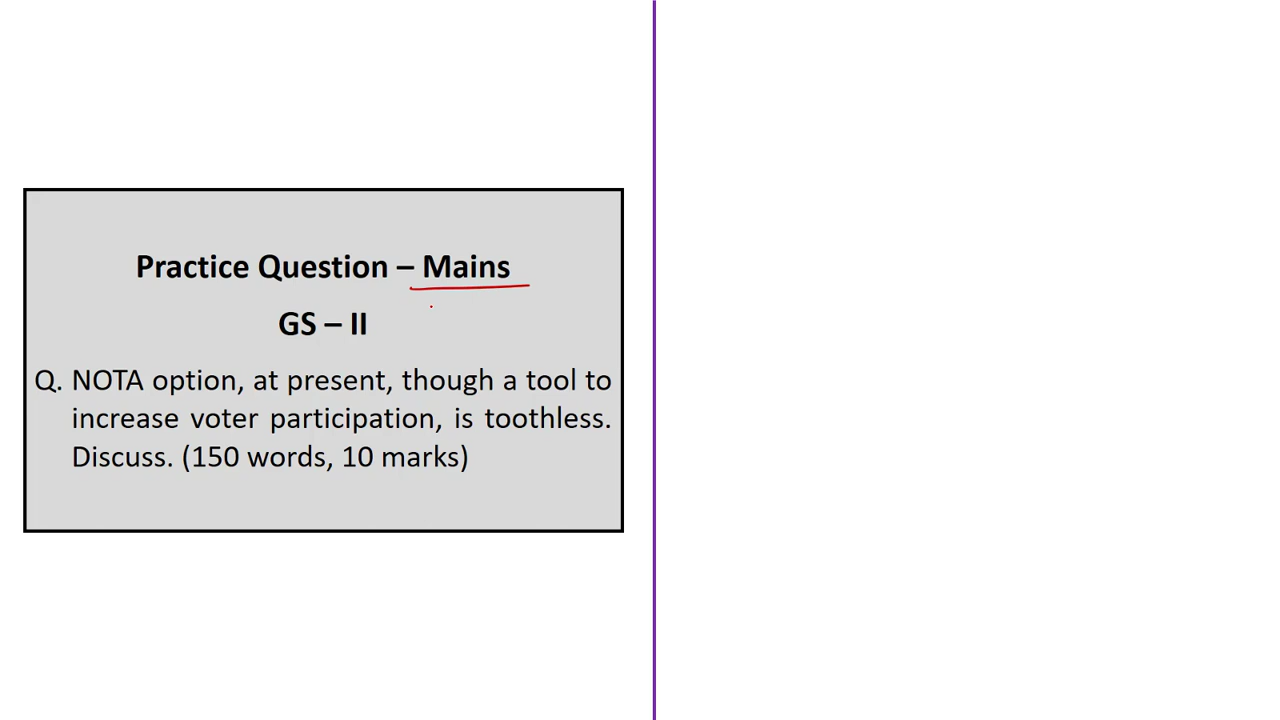 Practice Question – Mains
GS – II
Q. NOTA option, at present, though a tool to
increase voter participation, is toothless.
Discuss. (150 words, 10 marks)